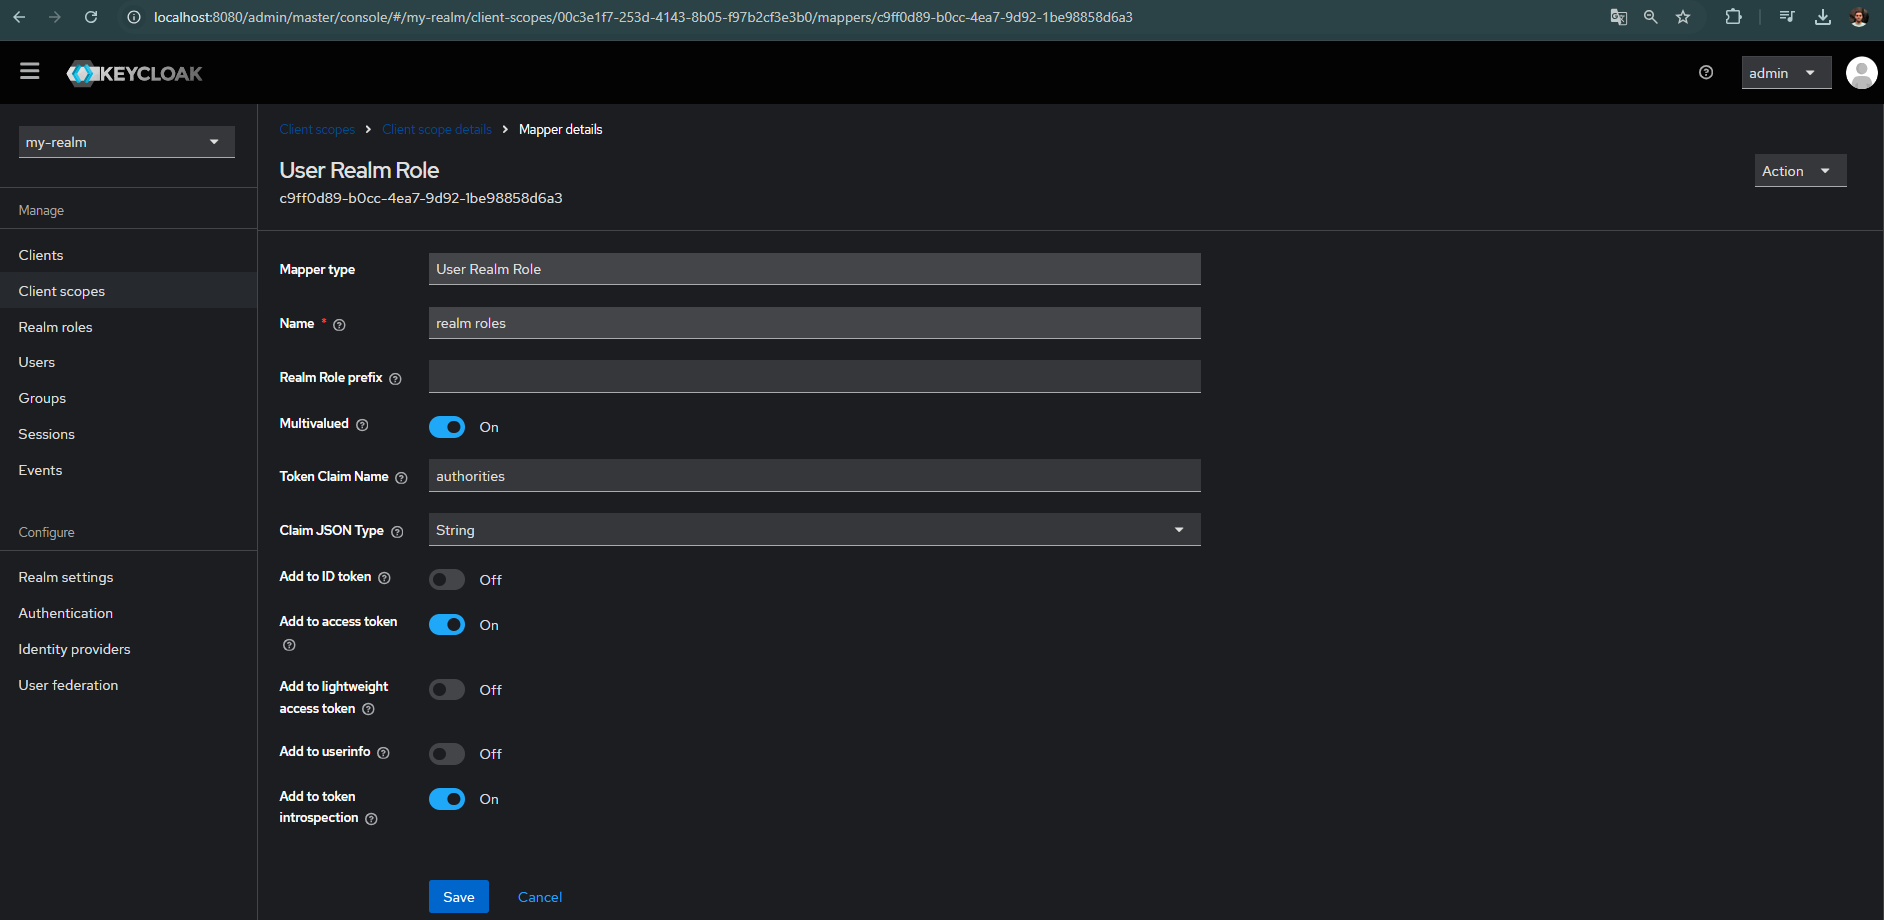 localhost:8080/admin/master/console/#/my-realm/client-scopes/00c3e1f7-253d-4143-8b05-f97b2cf3e3b0/mappers/c9ff0d89-b0cc-4ea7-9d92-1be98858d6a3
KEYCLOAK
admin
my-realm
Manage
Clients
Client scopes
Realm roles
Users
Groups
Sessions
Events
Configure
Realm settings
Authentication
Identity providers
User federation
Client scopes > Client scope details > Mapper details
User Realm Role
Action
c9ff0d89-b0cc-4ea7-9d92-1be98858d6a3
Mapper type User Realm Role
Name * realm roles
Realm Role prefix
Multivalued On
Token Claim Name authorities
Claim JSON Type String
Add to ID token Off
Add to access token On
Add to lightweight
access token Off
Add to userinfo Off
Add to token
introspection On
Save Cancel